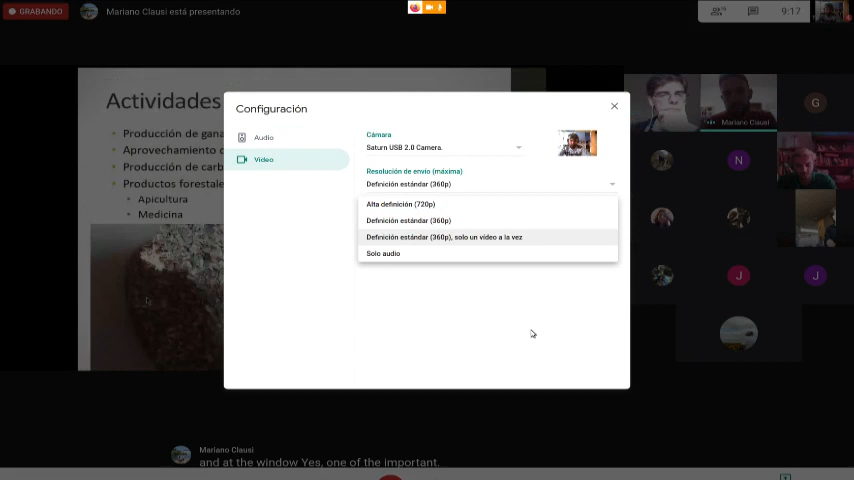 GRABANDO
Mariano Clausi está presentando
9:17
Actividades
Producción de gana
Aprovechamiento d
Producción de carb
Productos forestale
Apicultura
Medicina
Configuración
Audio
Vídeo
Cámara
Saturn USB 2.0 Camera.
Resolución de envío (máxima)
Definición estándar (360p)
Alta definición (720p)
Definición estándar (360p)
Definición estándar (360p), solo un vídeo a la vez
Solo audio
Mariano Clausi
G
N
J
J
Mariano Clausi
and at the window Yes, one of the important.